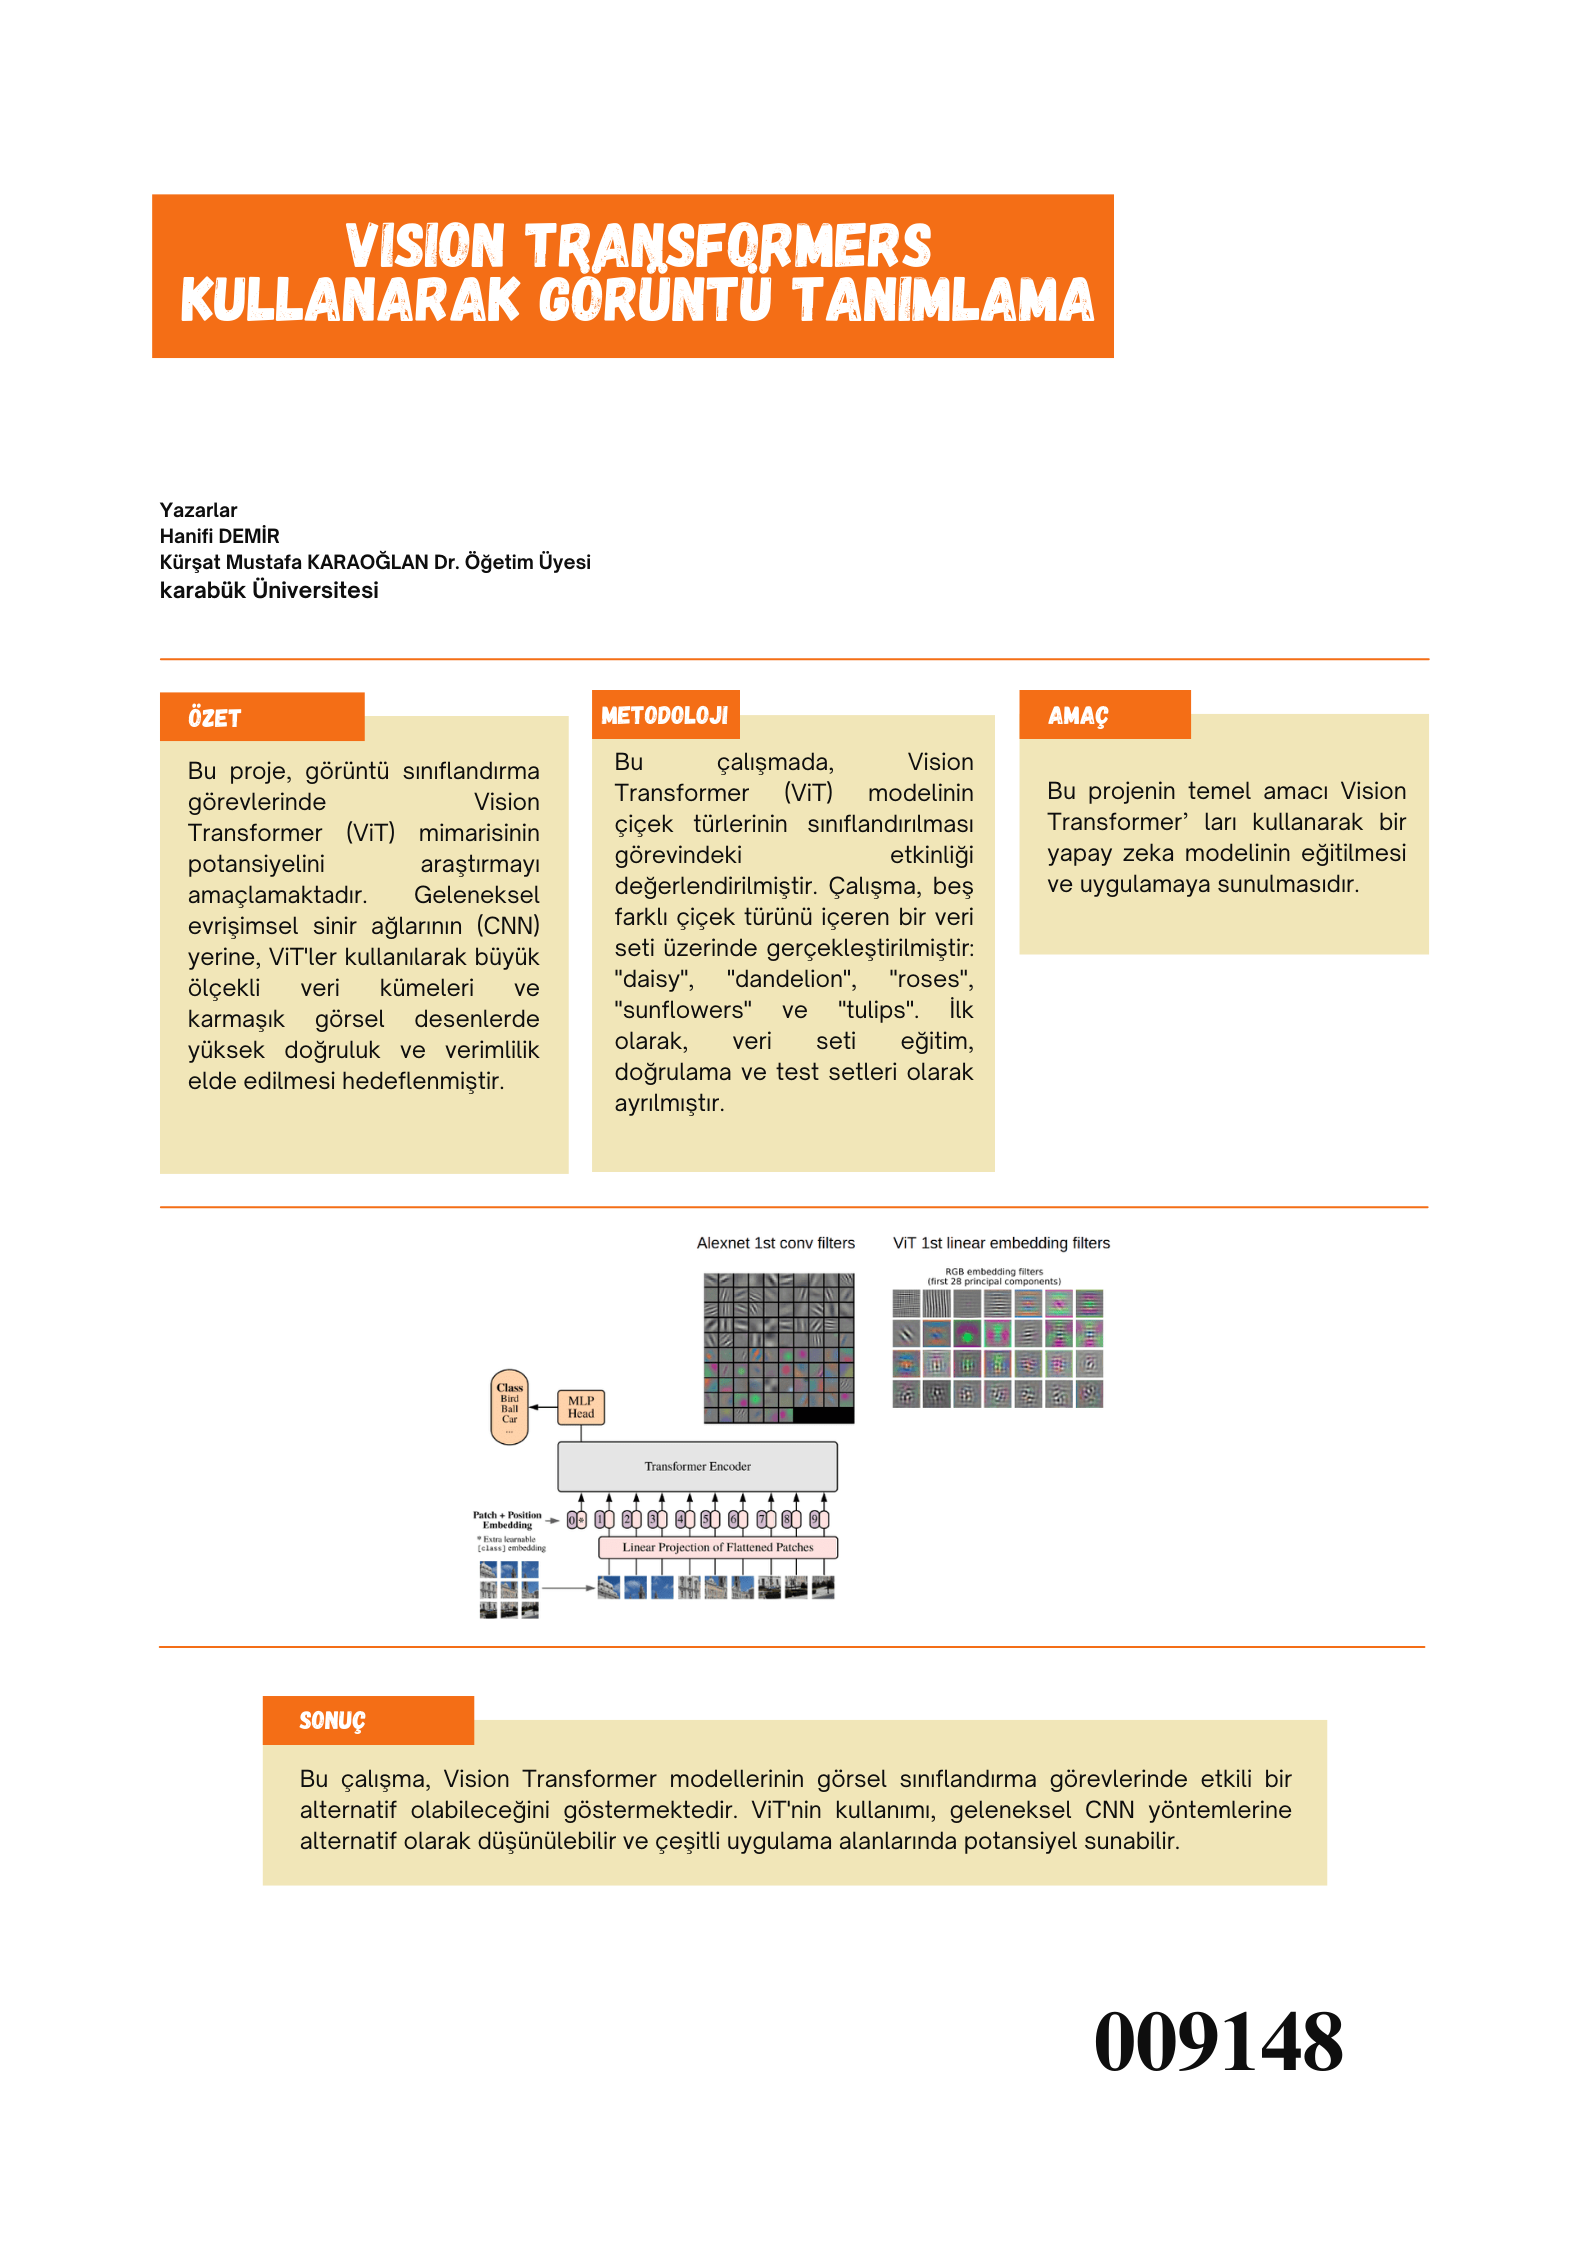 VISION TRANSFORMERS
KULLANARAK GÖRÜNTÜ TANIMLAMA
Yazarlar
Hanifi DEMİR
Kürşat Mustafa KARAOĞLAN Dr. Öğetim Üyesi
karabük Üniversitesi
ÖZET
Bu proje, görüntü sınıflandırma
görevlerinde Vision
Transformer (ViT) mimarisinin
potansiyelini araştırmayı
amaçlamaktadır. Geleneksel
evrişimsel sinir ağlarının (CNN)
yerine, ViT'ler kullanılarak büyük
ölçekli veri kümeleri ve
karmaşık görsel desenlerde
yüksek doğruluk ve verimlilik
elde edilmesi hedeflenmiştir.
METODOLOJI
Bu çalışmada, Vision
Transformer (ViT) modelinin
çiçek türlerinin sınıflandırılması
görevindeki etkinliği
değerlendirilmiştir. Çalışma, beş
farklı çiçek türünü içeren bir veri
seti üzerinde gerçekleştirilmiştir:
"daisy", "dandelion", "roses",
"sunflowers" ve "tulips". İlk
olarak, veri seti eğitim,
doğrulama ve test setleri olarak
ayrılmıştır.
AMAÇ
Bu projenin temel amacı Vision
Transformer’ ları kullanarak bir
yapay zeka modelinin eğitilmesi
ve uygulamaya sunulmasıdır.
Alexnet 1st conv filters
ViT 1st linear embedding filters
RGB embedding filters
(first 28 principal components)
Class
Bird
Ball
Car
...
MLP
Head
Transformer Encoder
Patch + Position
Embedding
* Extra learnable
[class] embedding
0 * 1 2 3 4 5 6 7 8 9
Linear Projection of Flattened Patches
SONUÇ
Bu çalışma, Vision Transformer modellerinin görsel sınıflandırma görevlerinde etkili bir
alternatif olabileceğini göstermektedir. ViT'nin kullanımı, geleneksel CNN yöntemlerine
alternatif olarak düşünülebilir ve çeşitli uygulama alanlarında potansiyel sunabilir.
009148